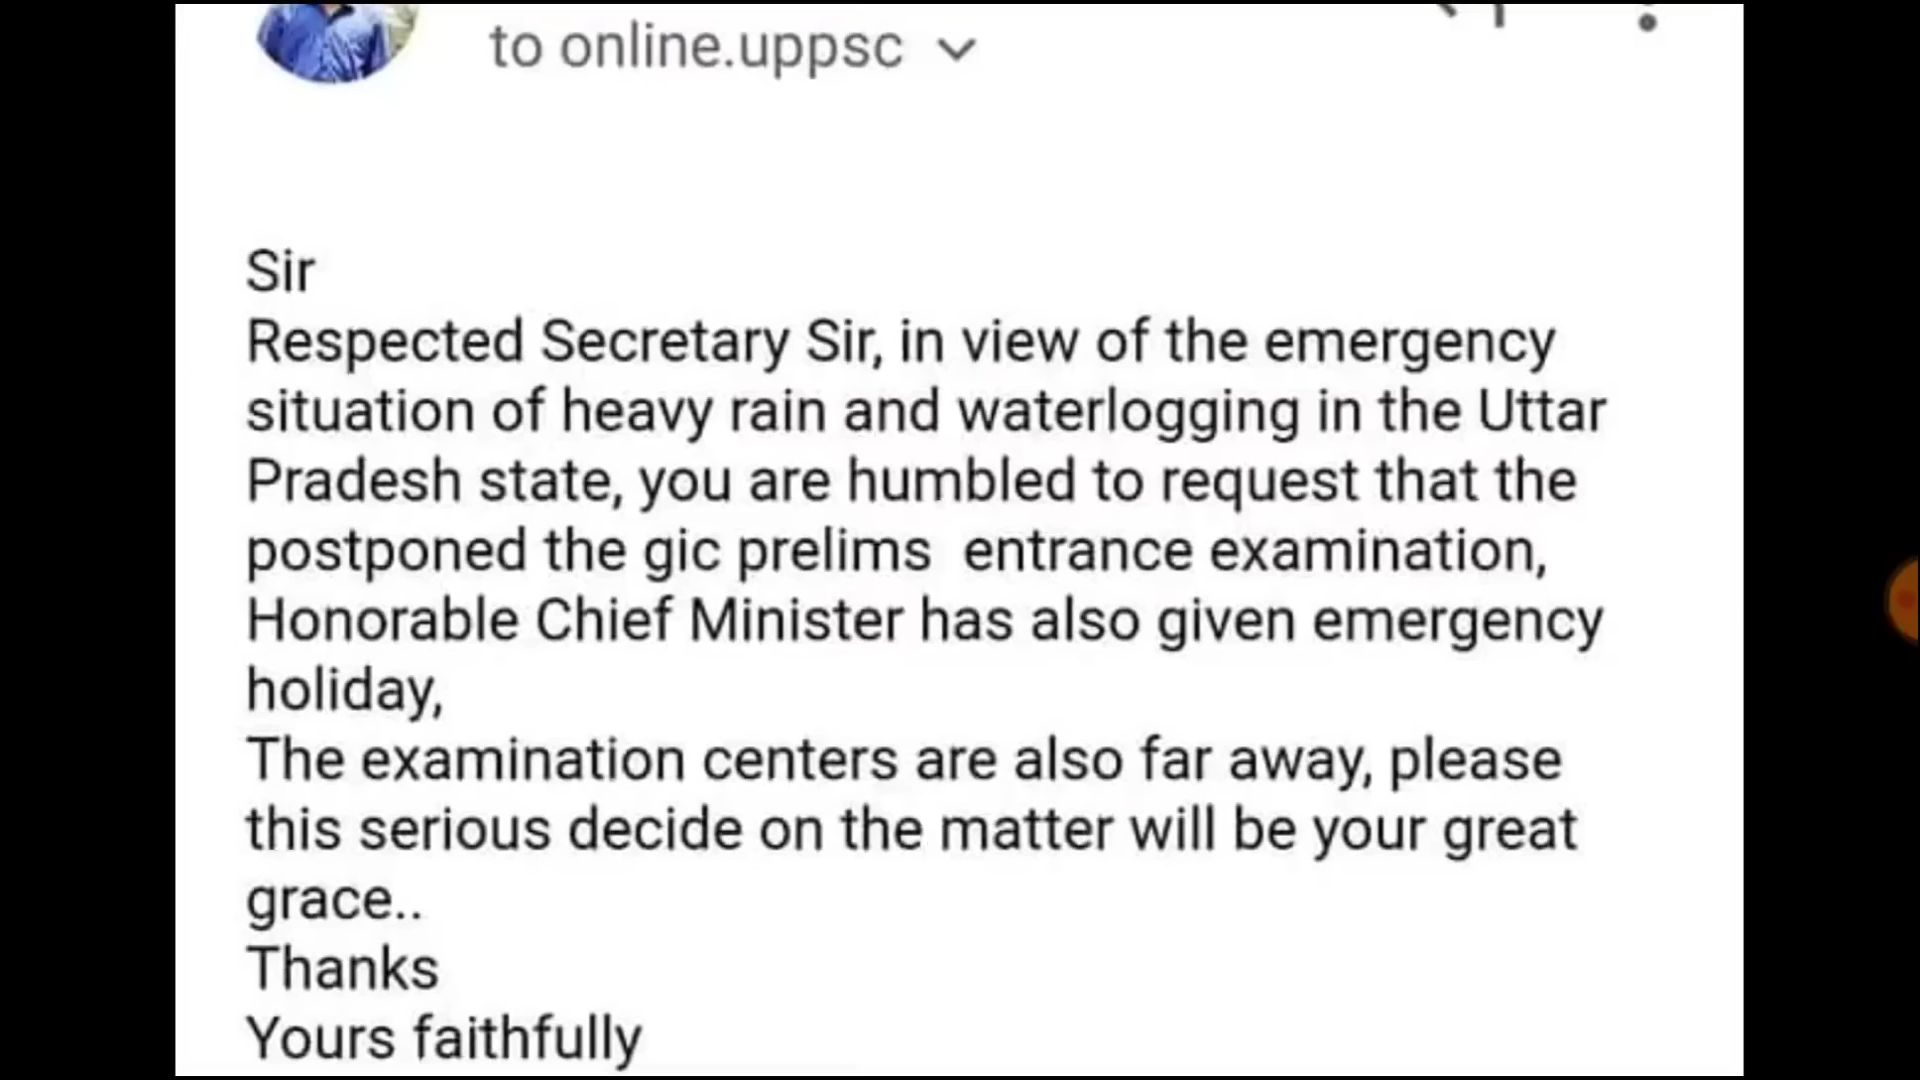 to online.uppsc
Sir
Respected Secretary Sir, in view of the emergency
situation of heavy rain and waterlogging in the Uttar
Pradesh state, you are humbled to request that the
postponed the gic prelims  entrance examination,
Honorable Chief Minister has also given emergency
holiday,
The examination centers are also far away, please
this serious decide on the matter will be your great
grace..
Thanks
Yours faithfully